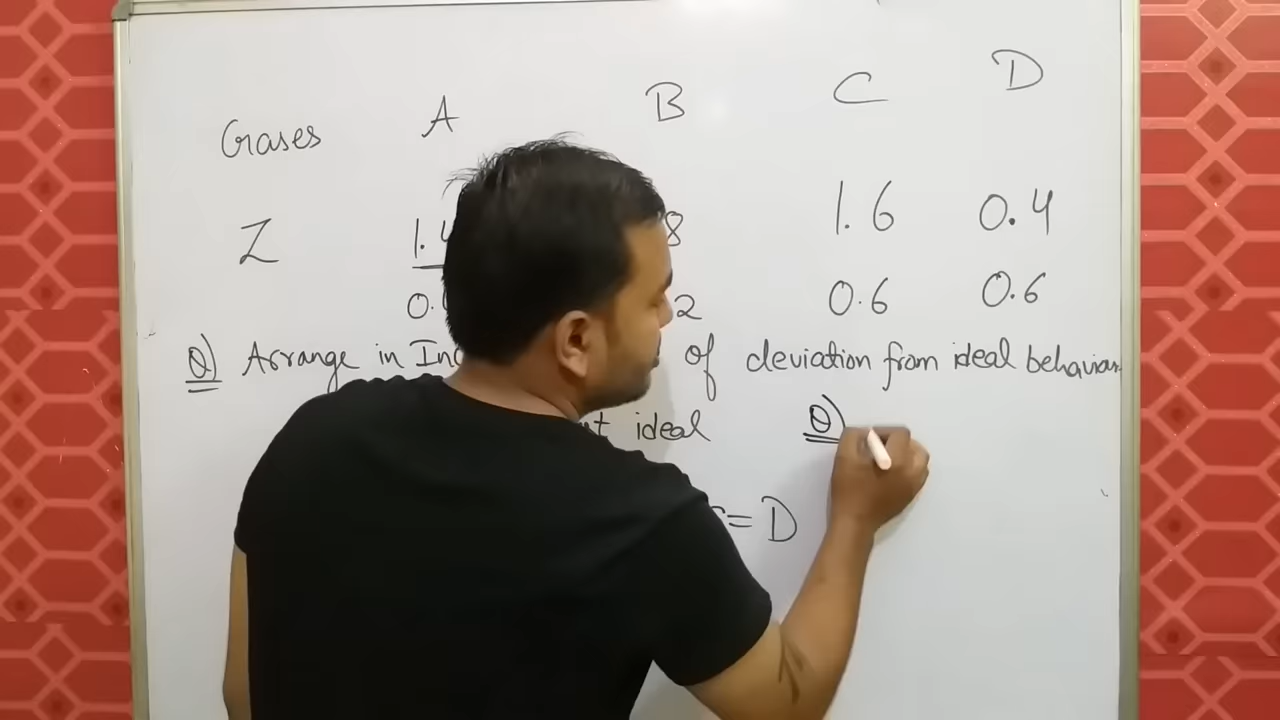 Gases A B C D
Z 1.4 8 1.6 0.4
0. 2 0.6 0.6
Q) Arrange in of deviation from ideal behaviour
ideal Q)
= D